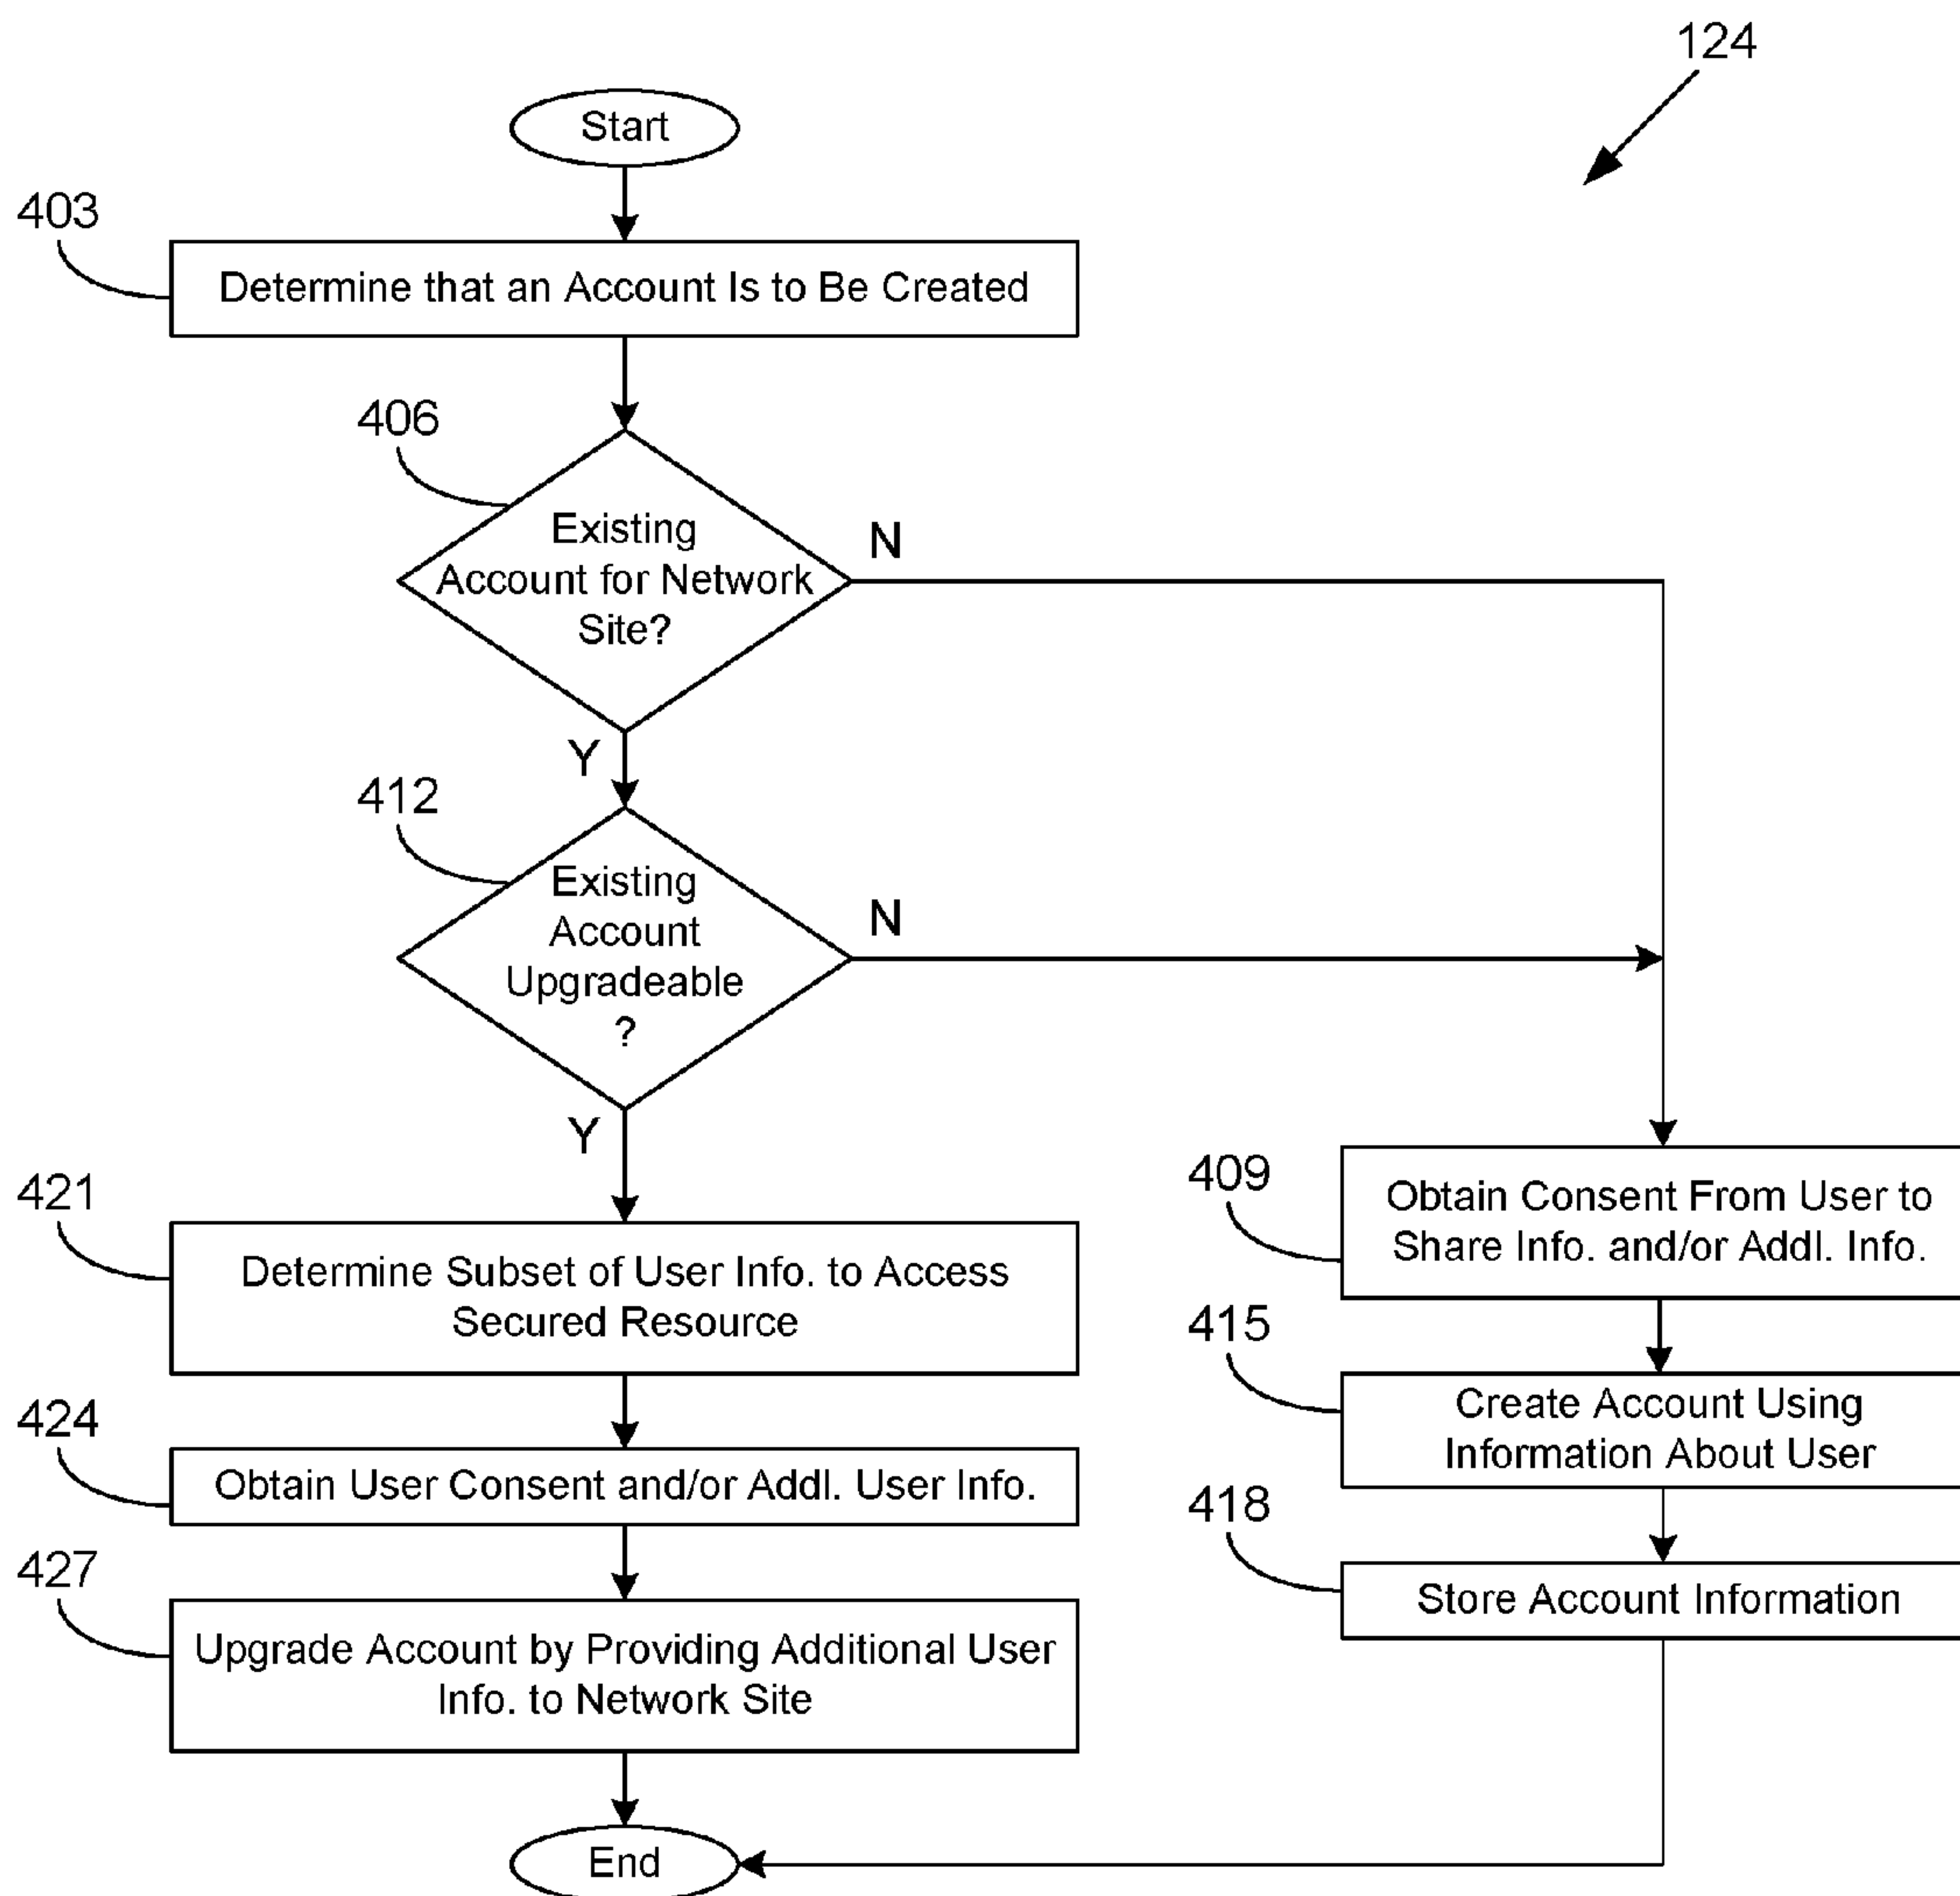 124
Start
403
Determine that an Account Is to Be Created
406
Existing
Account for Network
Site?
N
Y
412
Existing
Account
Upgradeable
?
N
Y
421
Determine Subset of User Info. to Access
Secured Resource
424
Obtain User Consent and/or Addl. User Info.
427
Upgrade Account by Providing Additional User
Info. to Network Site
409
Obtain Consent From User to
Share Info. and/or Addl. Info.
415
Create Account Using
Information About User
418
Store Account Information
End